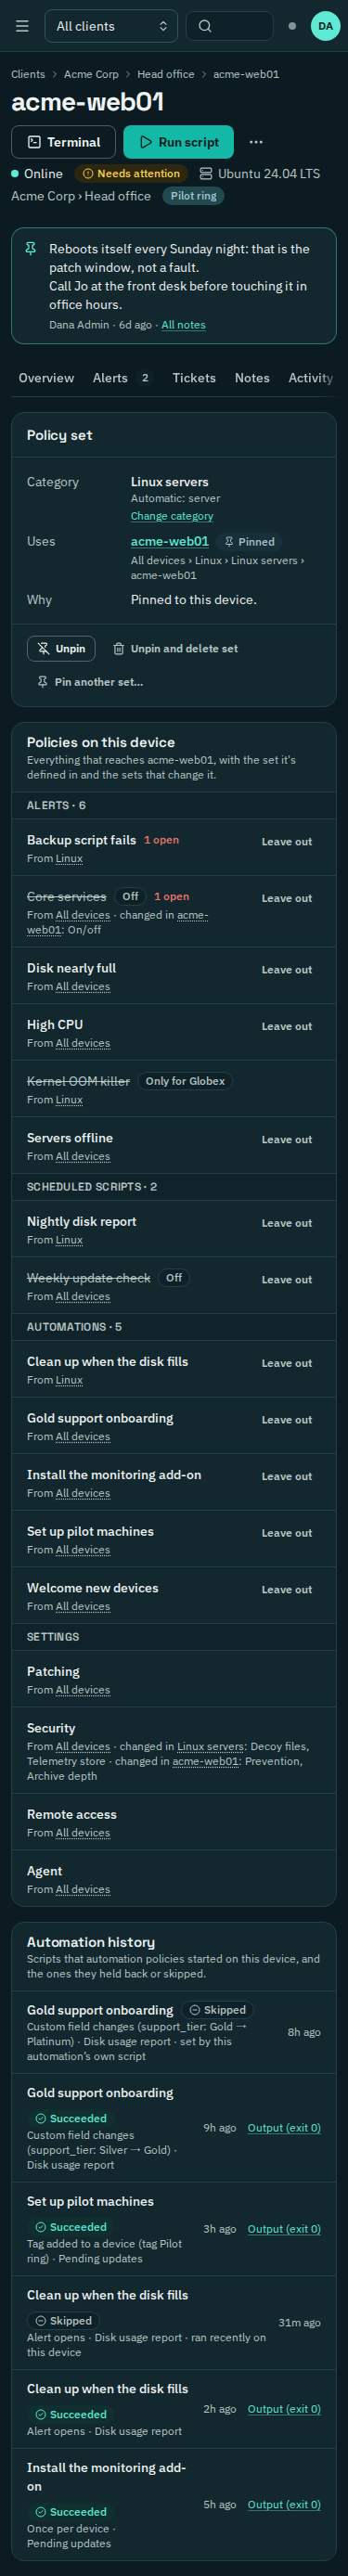 All clients
DA
Clients > Acme Corp > Head office > acme-web01
acme-web01
Terminal
Run script
Online
Needs attention
Ubuntu 24.04 LTS
Acme Corp › Head office
Pilot ring
Reboots itself every Sunday night: that is the
patch window, not a fault.
Call Jo at the front desk before touching it in
office hours.
Dana Admin · 6d ago · All notes
Overview
Alerts 2
Tickets
Notes
Activity
Policy set
Category
Linux servers
Automatic: server
Change category
Uses
acme-web01
Pinned
All devices › Linux › Linux servers ›
acme-web01
Why
Pinned to this device.
Unpin
Unpin and delete set
Pin another set...
Policies on this device
Everything that reaches acme-web01, with the set it's
defined in and the sets that change it.
ALERTS · 6
Backup script fails 1 open
Leave out
From Linux
Core services Off 1 open
Leave out
From All devices · changed in acme-
web01: On/off
Disk nearly full
Leave out
From All devices
High CPU
Leave out
From All devices
Kernel OOM killer Only for Globex
From Linux
Servers offline
Leave out
From All devices
SCHEDULED SCRIPTS · 2
Nightly disk report
Leave out
From Linux
Weekly update check Off
Leave out
From All devices
AUTOMATIONS · 5
Clean up when the disk fills
Leave out
From Linux
Gold support onboarding
Leave out
From All devices
Install the monitoring add-on
Leave out
From All devices
Set up pilot machines
Leave out
From All devices
Welcome new devices
Leave out
From All devices
SETTINGS
Patching
From All devices
Security
From All devices · changed in Linux servers: Decoy files,
Telemetry store · changed in acme-web01: Prevention,
Archive depth
Remote access
From All devices
Agent
From All devices
Automation history
Scripts that automation policies started on this device, and
the ones they held back or skipped.
Gold support onboarding Skipped
Custom field changes (support_tier: Gold →
Platinum) · Disk usage report · set by this
automation's own script
8h ago
Gold support onboarding
Succeeded
Custom field changes
(support_tier: Silver → Gold) ·
Disk usage report
9h ago
Output (exit 0)
Set up pilot machines
Succeeded
Tag added to a device (tag Pilot
ring) · Pending updates
3h ago
Output (exit 0)
Clean up when the disk fills
Skipped
Alert opens · Disk usage report · ran recently on
this device
31m ago
Clean up when the disk fills
Succeeded
Alert opens · Disk usage report
2h ago
Output (exit 0)
Install the monitoring add-
on
Succeeded
Once per device ·
Pending updates
5h ago
Output (exit 0)